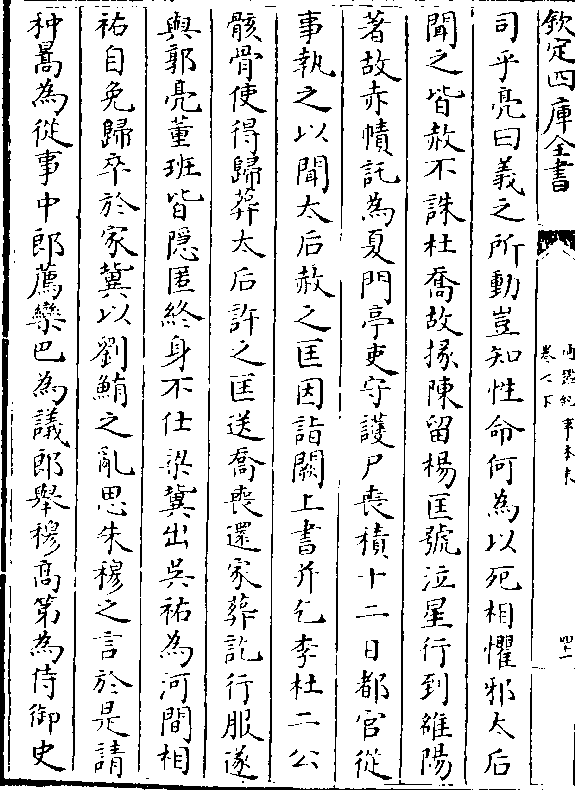 欽定四庫全書
卷七下
司乎亮曰義之所動豈知性命何為以死相懼邪太后
聞之皆赦不誅杜喬故掾陳留楊匡號泣星行到雒陽
著故赤幘託為夏門亭吏守護尸喪積十二日都官從
事執之以聞太后赦之匡因詣闕上書并乞李杜二公
骸骨使得歸葬太后許之匡送喬喪還家葬訖行服遂
與郭亮董班皆隱匿終身不仕梁冀出吳祐為河間相
祐自免歸卒於家冀以劉鮪之亂思朱穆之言於是請
种暠為從事中郎薦欒巴為議郎舉穆高第為侍御史